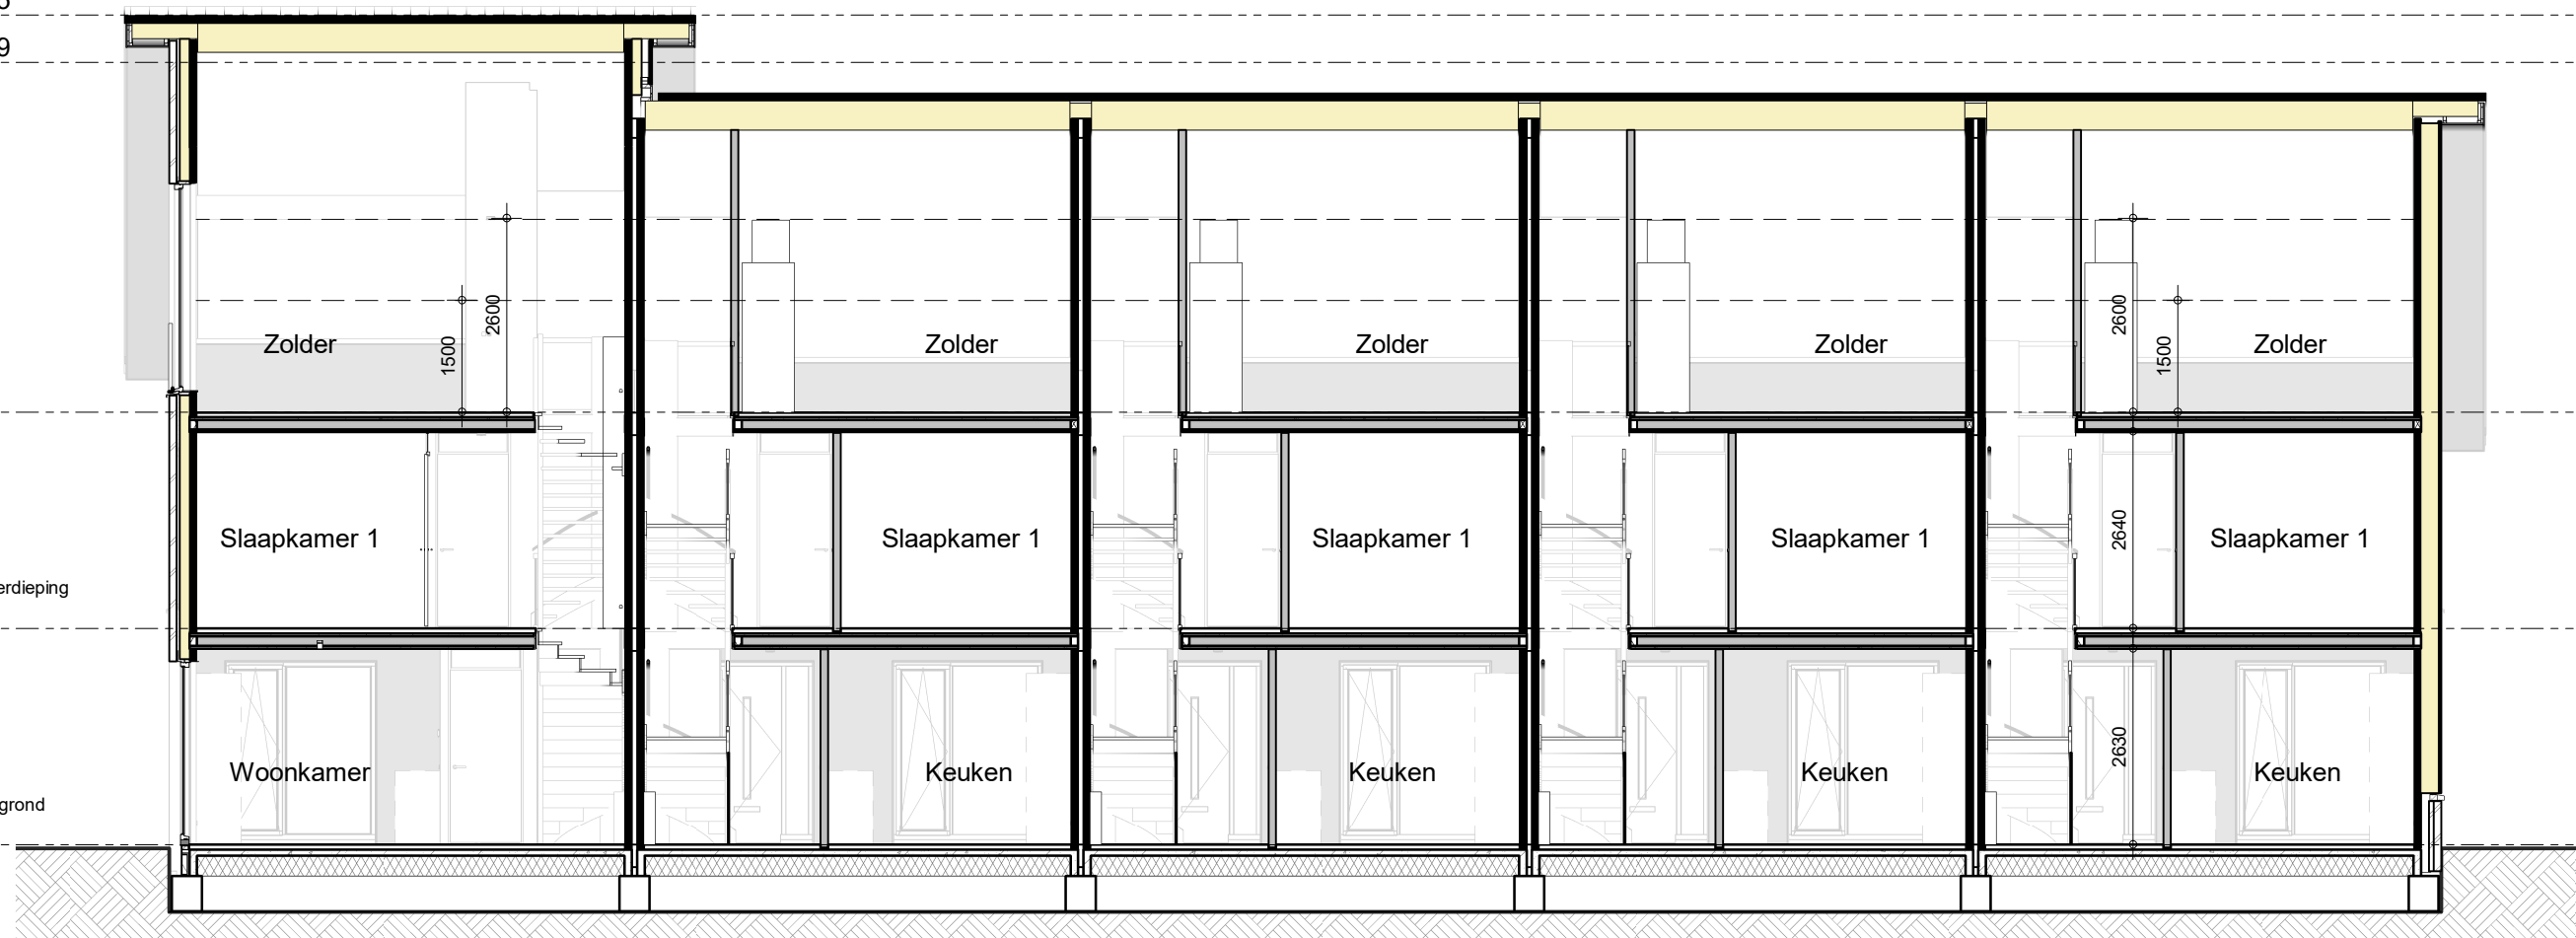 9
2600
2600
1500
1500
Zolder
Zolder
Zolder
Zolder
Zolder
Slaapkamer 1
Slaapkamer 1
Slaapkamer 1
Slaapkamer 1
2640
Slaapkamer 1
erdieping
Woonkamer
Keuken
Keuken
Keuken
2630
Keuken
grond